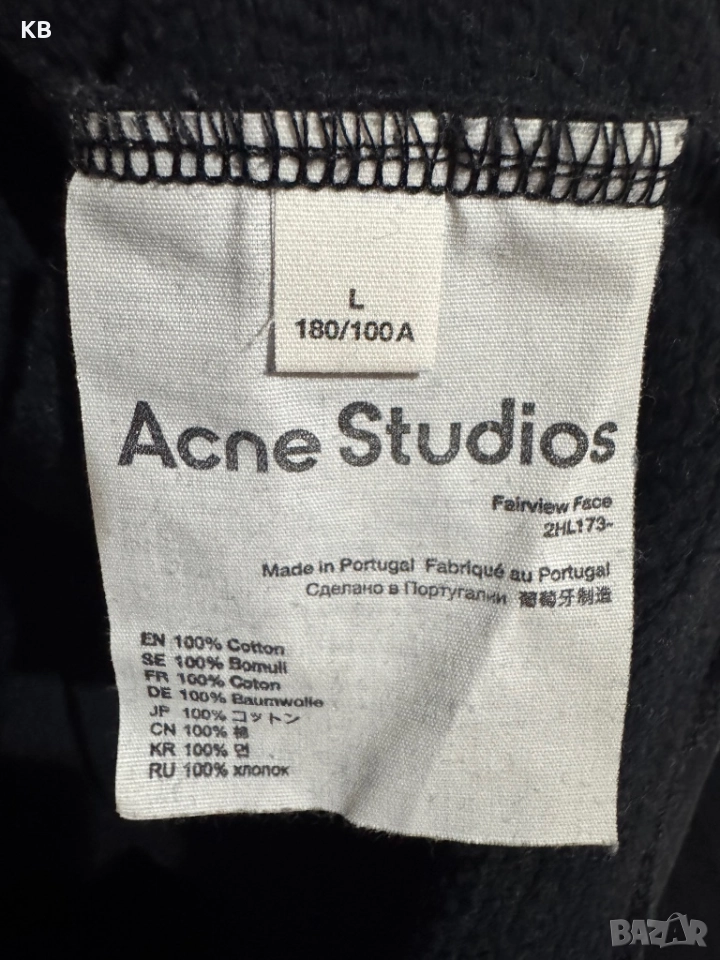 KB
L
180/100A
Acne Studios
Fairview Face
2HL173-
Made in Portugal Fabriqué au Portugal
Сделано в Португалии 葡萄牙制造
EN 100% Cotton
SE 100% Bomull
FR 100% Coton
DE 100% Baumwolle
JP 100% コットン
CN 100% 棉
KR 100% 면
RU 100% хлопок
BAZAR